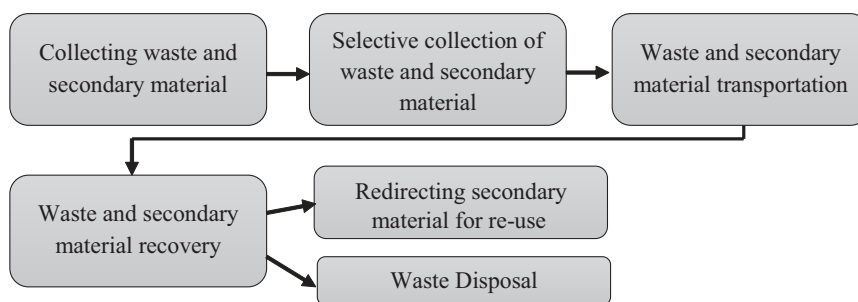 Collecting waste and
secondary material
Selective collection of
waste and secondary
material
Waste and secondary
material transportation
Waste and secondary
material recovery
Redirecting secondary
material for re-use
Waste Disposal